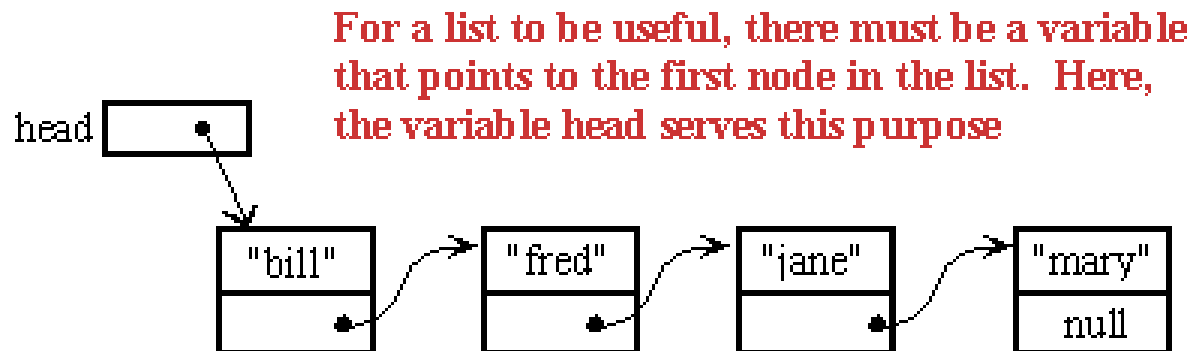 For a list to be useful, there must be a variable
that points to the first node in the list. Here,
the variable head serves this purpose
head
"bill" "fred" "jane" "mary"
null